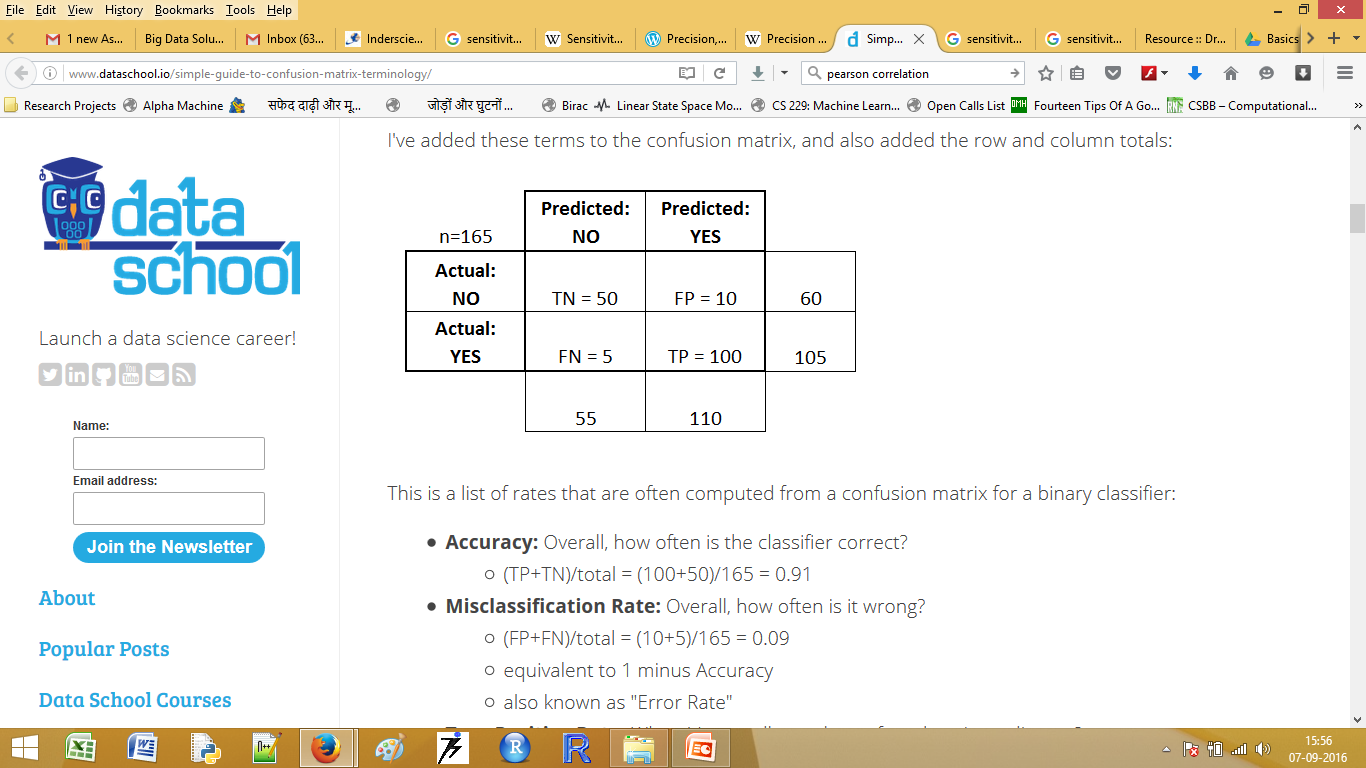 File Edit View History Bookmarks Tools Help
1 new As... Big Data Solu... Inbox (63... Inderscie... sensitivit... Sensitivit... Precision,... Precision ... Simp... sensitivit... sensitivit... Resource :: Dr... Basics
www.dataschool.io/simple-guide-to-confusion-matrix-terminology/ pearson correlation
Research Projects Alpha Machine सफेद दाढ़ी और मू... जोड़ों और घुटनों ... Birac Linear State Space Mo... CS 229: Machine Learn... Open Calls List OMH Fourteen Tips Of A Go... CSBB – Computational...
I've added these terms to the confusion matrix, and also added the row and column totals:
data
school
Launch a data science career!
Name:
Email address:
Join the Newsletter
About
Popular Posts
Data School Courses
n=165
Predicted:
NO
Predicted:
YES
Actual:
NO
TN = 50
FP = 10
60
Actual:
YES
FN = 5
TP = 100
105
55
110
This is a list of rates that are often computed from a confusion matrix for a binary classifier:
Accuracy: Overall, how often is the classifier correct?
(TP+TN)/total = (100+50)/165 = 0.91
Misclassification Rate: Overall, how often is it wrong?
(FP+FN)/total = (10+5)/165 = 0.09
equivalent to 1 minus Accuracy
also known as "Error Rate"
15:56
07-09-2016